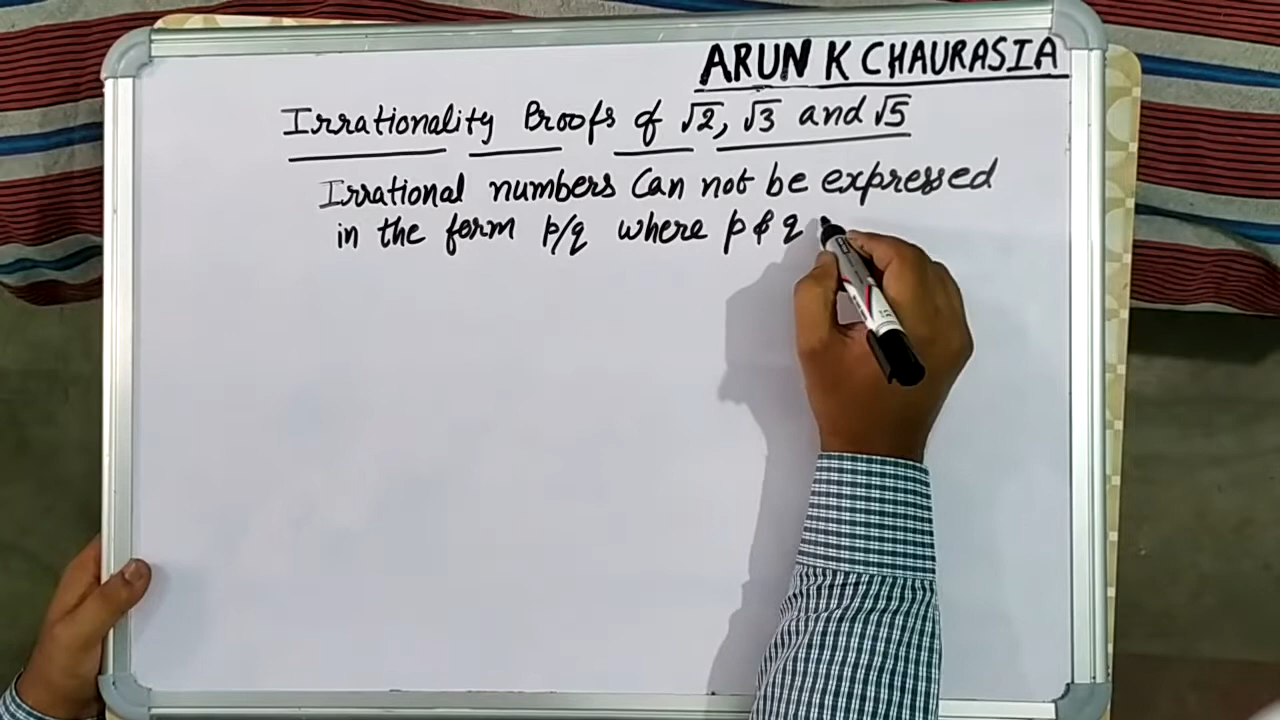 ARUN K CHAURASIA
Irrationality Proofs of √2, √3 and √5
Irrational numbers Can not be expressed
in the form p/q where p & q